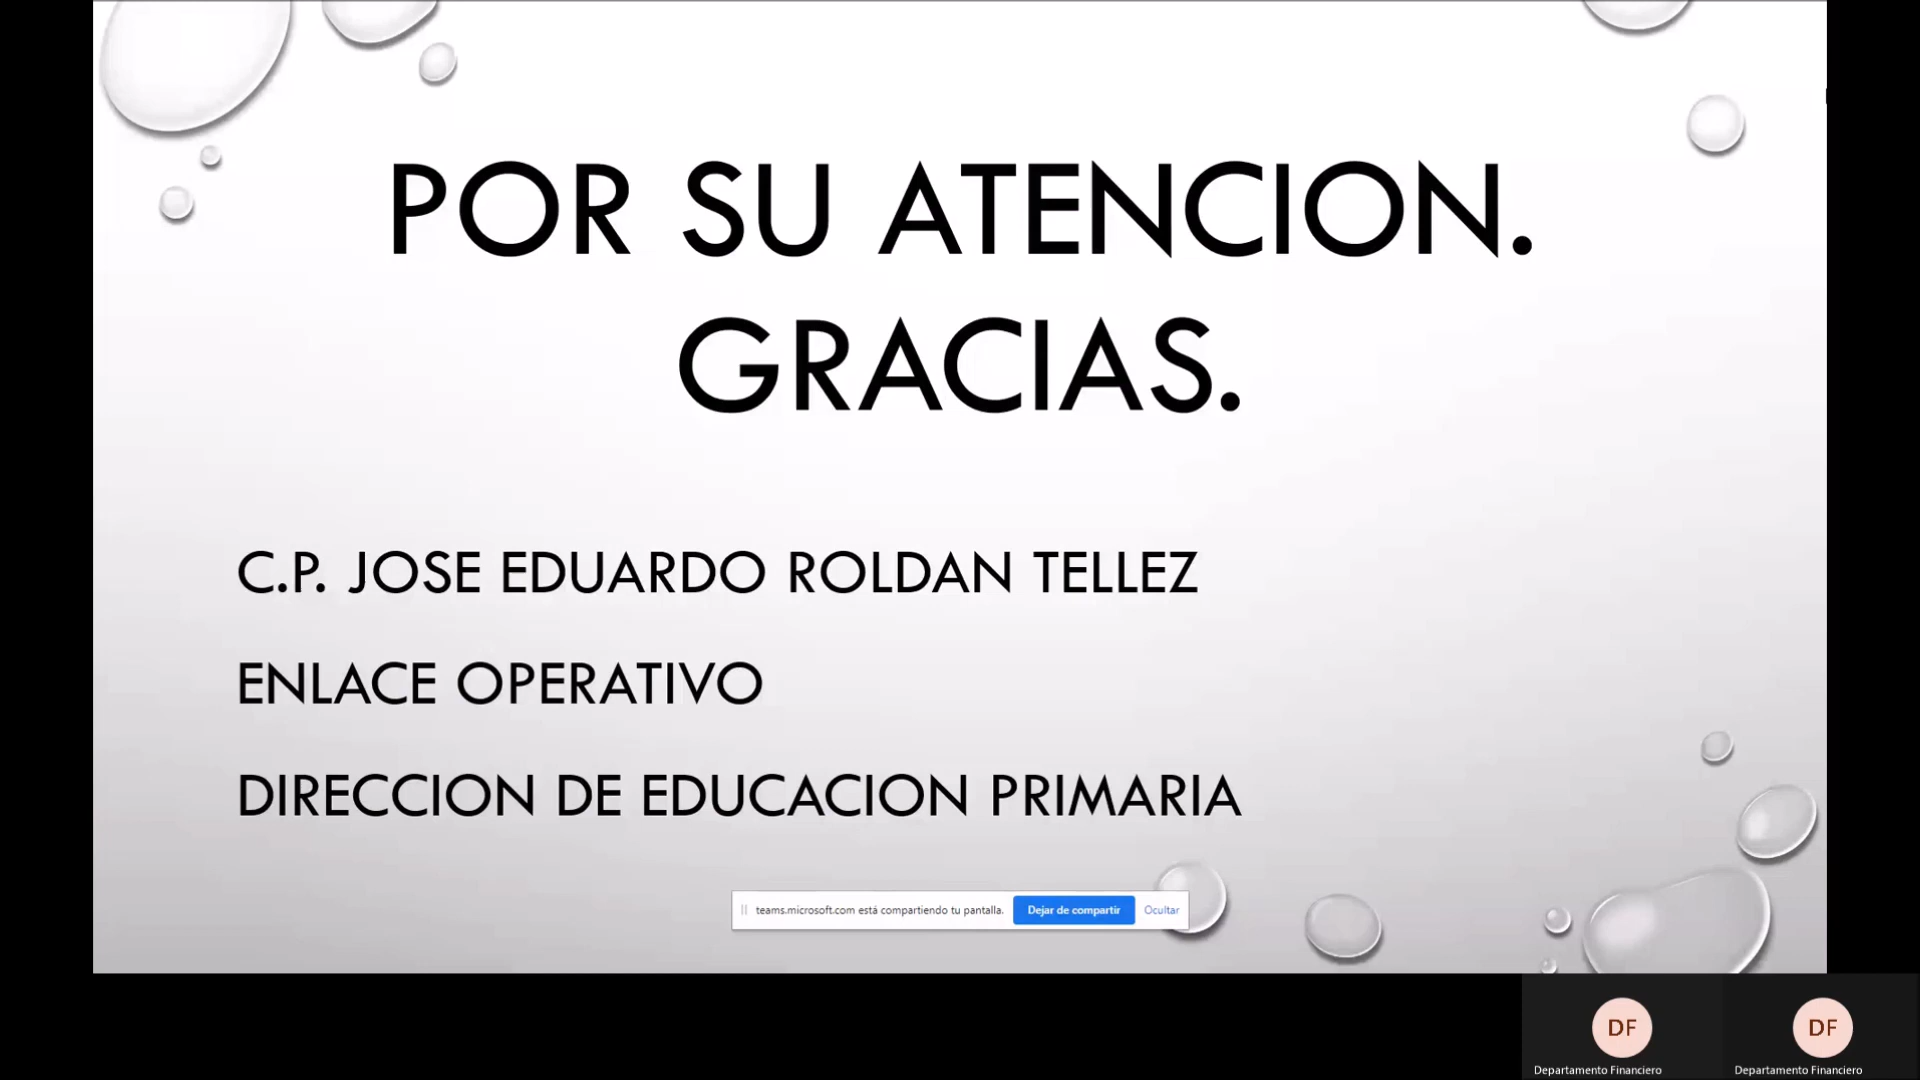 POR SU ATENCION.
GRACIAS.
C.P. JOSE EDUARDO ROLDAN TELLEZ
ENLACE OPERATIVO
DIRECCION DE EDUCACION PRIMARIA
teams.microsoft.com está compartiendo tu pantalla. Dejar de compartir Ocultar
DF DF
Departamento Financiero Departamento Financiero